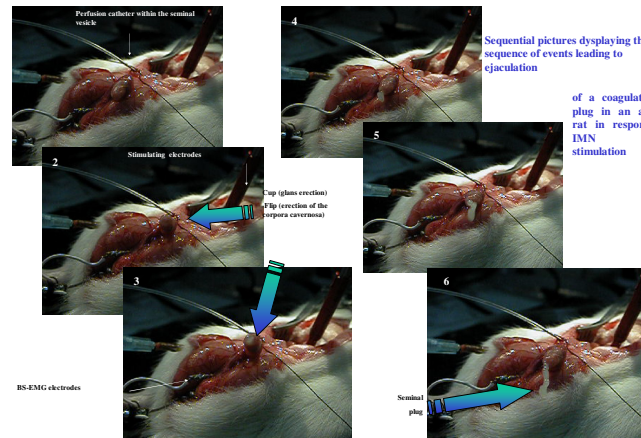 Perfusion catheter within the seminal
vesicle
4
Sequential pictures dysplaying th
sequence of events leading to
ejaculation
of a coagulat
plug in an a
rat in respon
IMN
stimulation
5
2
Stimulating electrodes
Cup (glans erection)
Flip (erection of the
corpora cavernosa)
3
6
BS-EMG electrodes
Seminal
plug